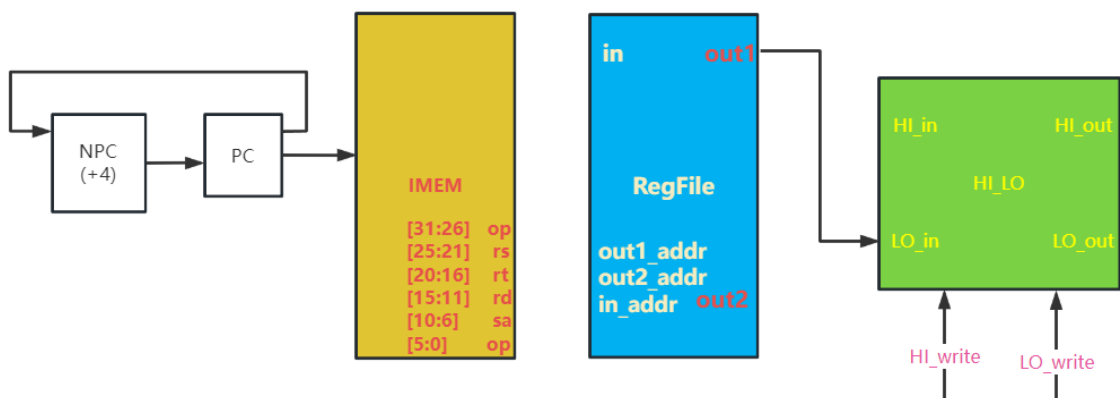 NPC
(+4)
PC
IMEM
[31:26] op
[25:21] rs
[20:16] rt
[15:11] rd
[10:6] sa
[5:0] op
in out1
RegFile
out1_addr
out2_addr
in_addr out2
HI_in HI_out
HI_LO
LO_in LO_out
HI_write
LO_write